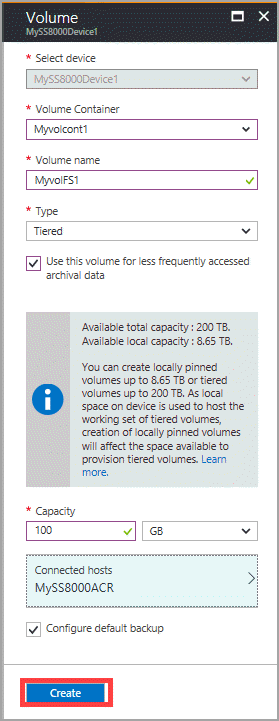 Volume
MySS8000Device1
* Select device
MySS8000Device1
* Volume Container
Myvolcont1
* Volume name
MyvolFS1
* Type
Tiered
Use this volume for less frequently accessed
archival data
Available total capacity : 200 TB.
Available local capacity : 8.65 TB.
You can create locally pinned
volumes up to 8.65 TB or tiered
volumes up to 200 TB. As local
space on device is used to host the
working set of tiered volumes,
creation of locally pinned volumes
will affect the space available to
provision tiered volumes. Learn
more.
* Capacity
100 GB
Connected hosts
MySS8000ACR
Configure default backup
Create